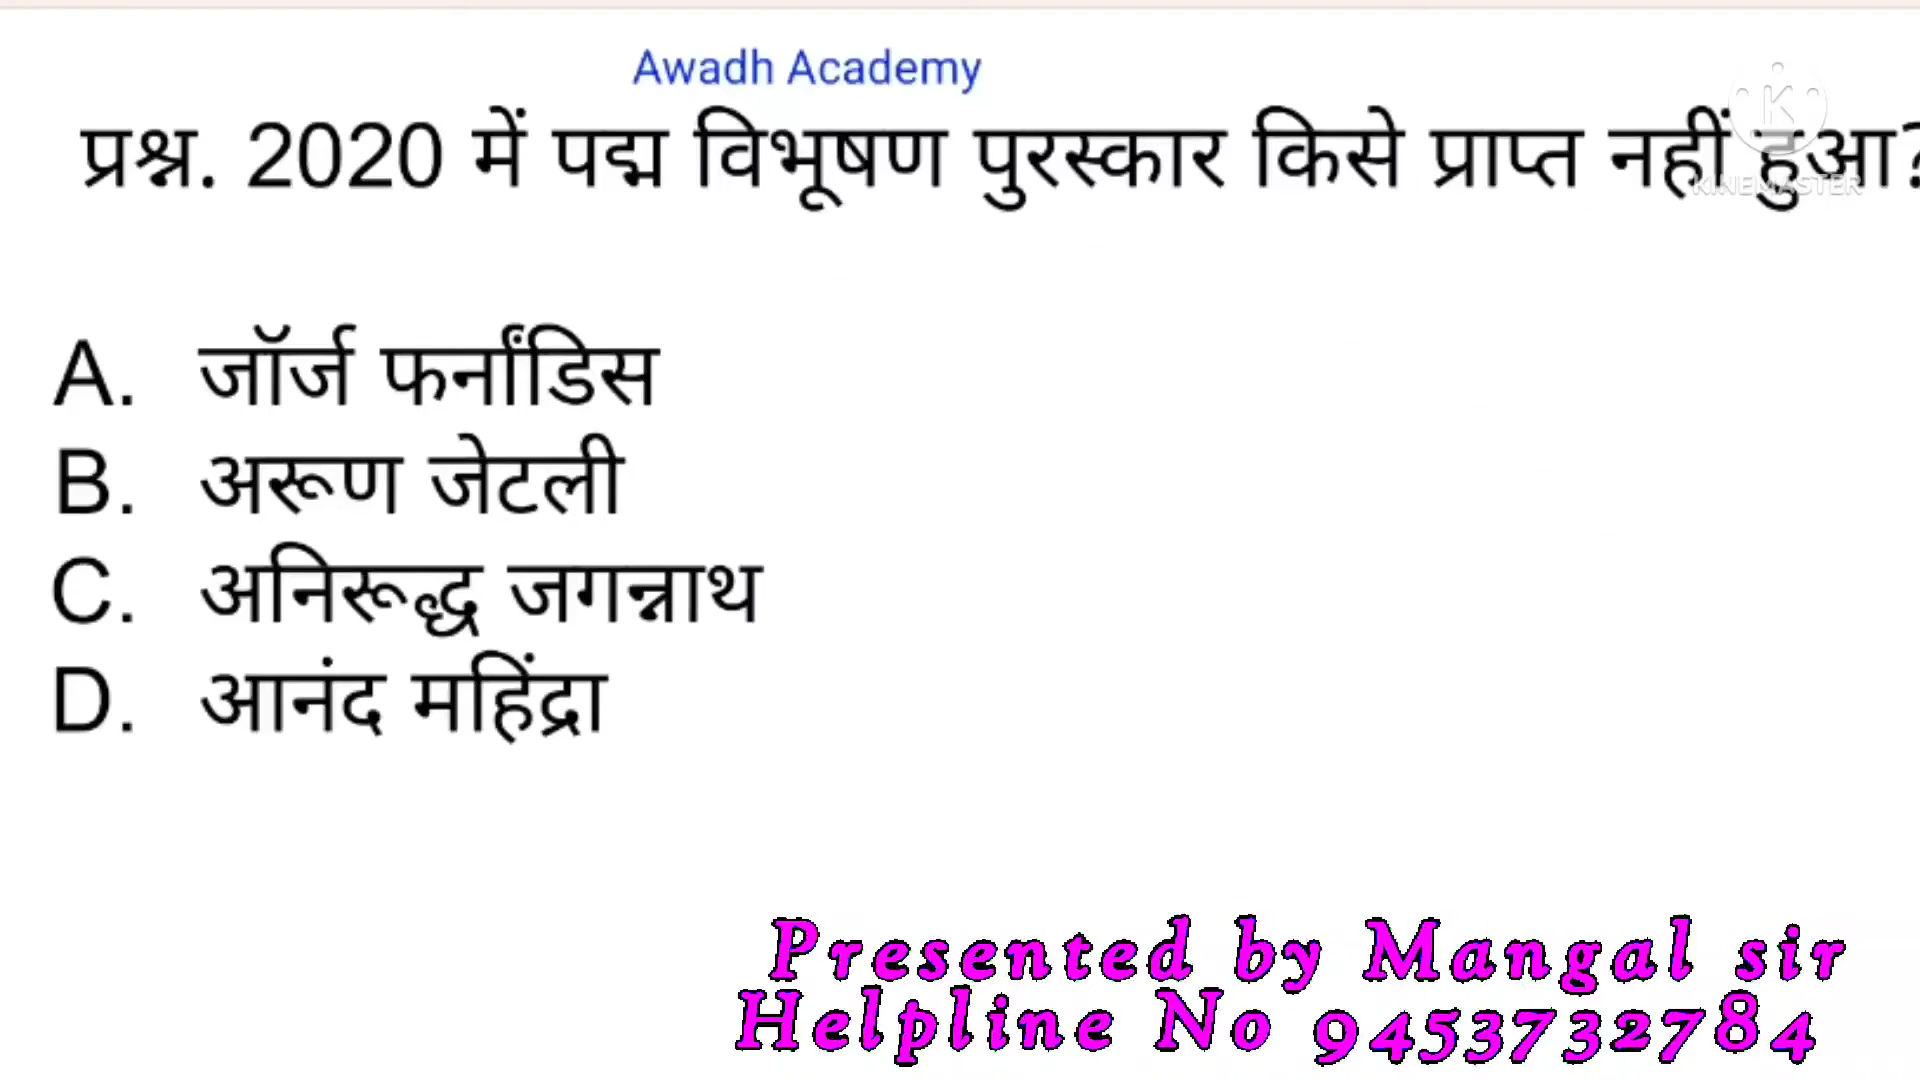 Awadh Academy
प्रश्न. 2020 में पद्म विभूषण पुरस्कार किसे प्राप्त नहीं हुआ?
KINEMASTER
A. जॉर्ज फर्नांडिस
B. अरूण जेटली
C. अनिरूद्ध जगन्नाथ
D. आनंद महिंद्रा
Presented by Mangal sir
Helpline No 9453732784